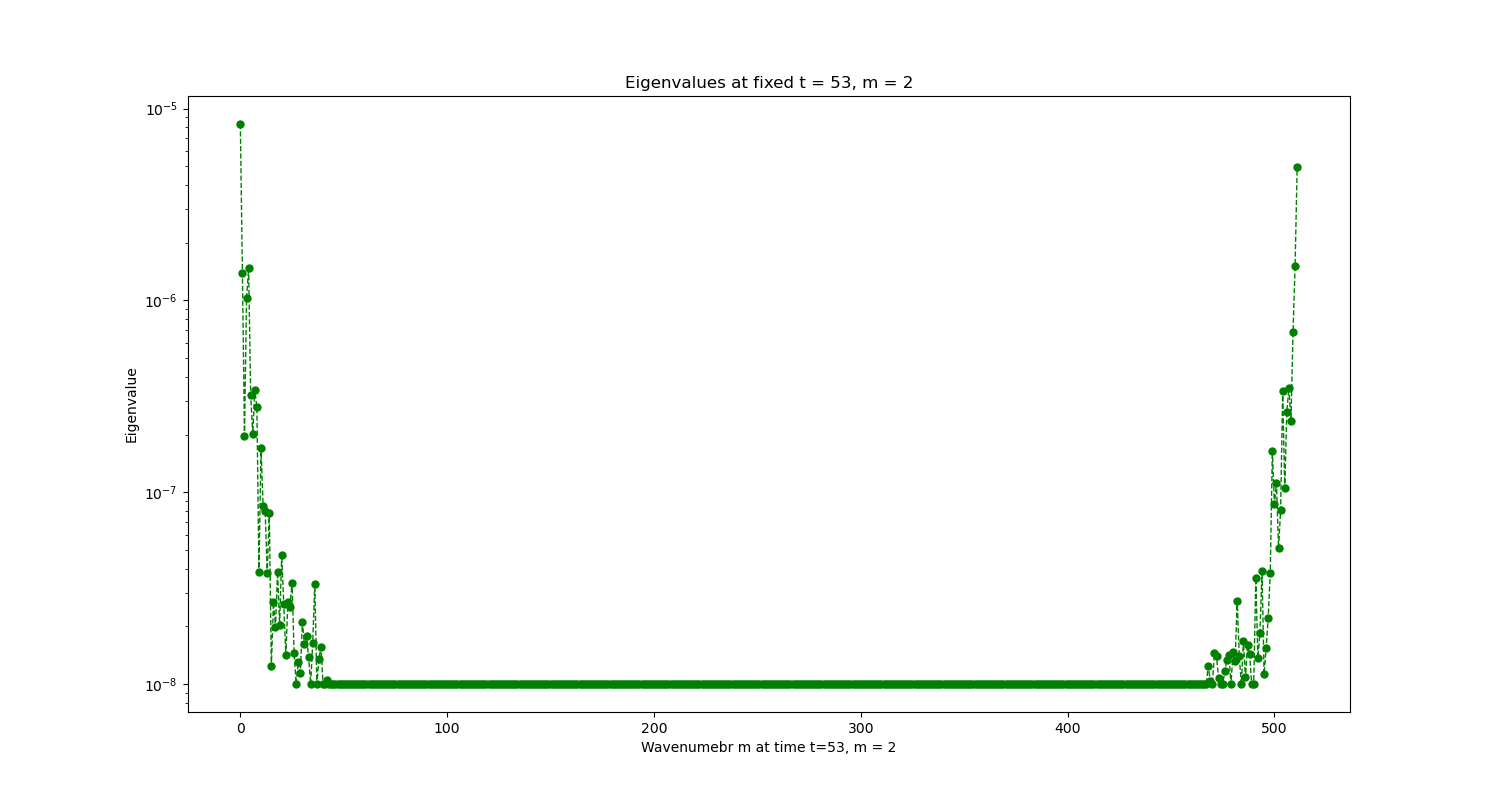 Eigenvalues at fixed t = 53, m = 2
10⁻⁵
10⁻⁶
10⁻⁷
10⁻⁸
Eigenvalue
0 100 200 300 400 500
Wavenumebr m at time t=53, m = 2